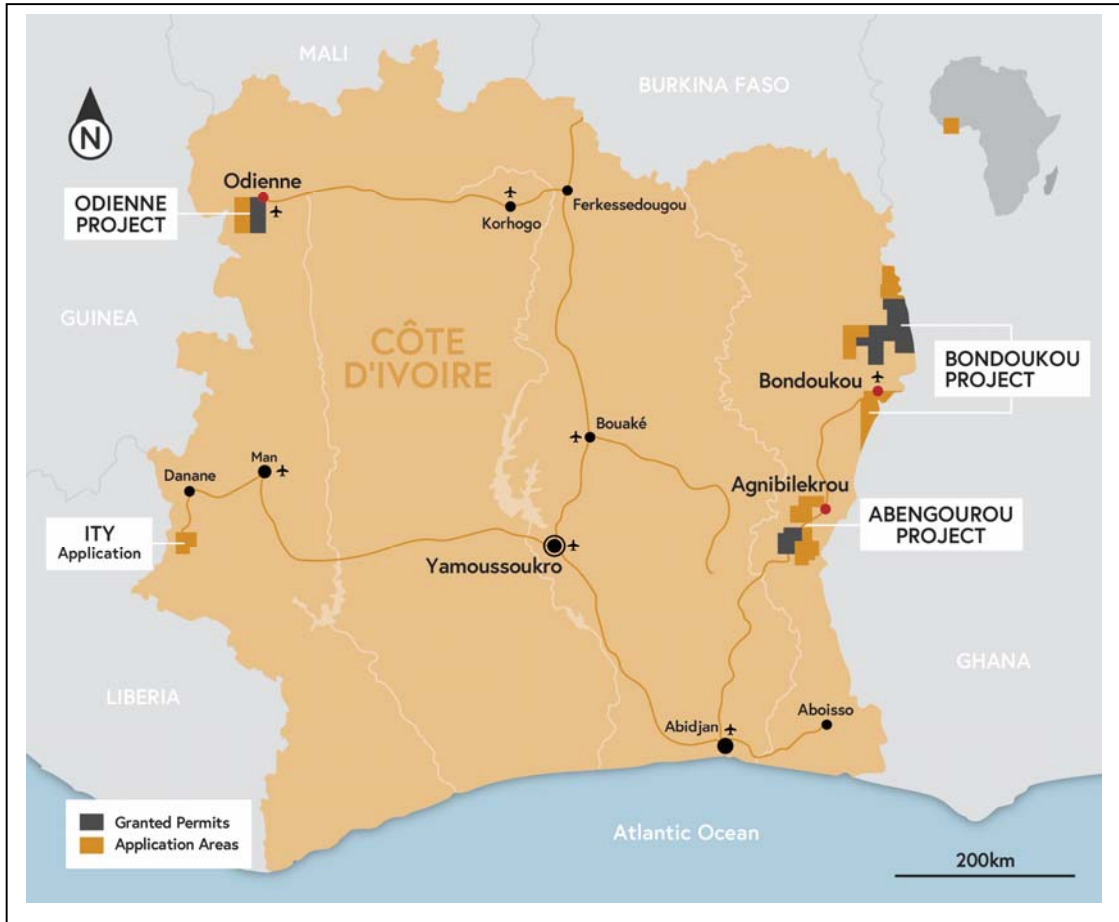 MALI
BURKINA FASO
N
Odienne
ODIENNE
PROJECT
Korhogo
Ferkessedougou
GUINEA
CÔTE
D'IVOIRE
Bondoukou
BONDOUKOU
PROJECT
Bouaké
Man
Danane
Agnibilekrou
ITY
Application
ABENGOUROU
PROJECT
Yamoussoukro
GHANA
LIBERIA
Aboisso
Abidjan
Granted Permits
Application Areas
Atlantic Ocean
200km